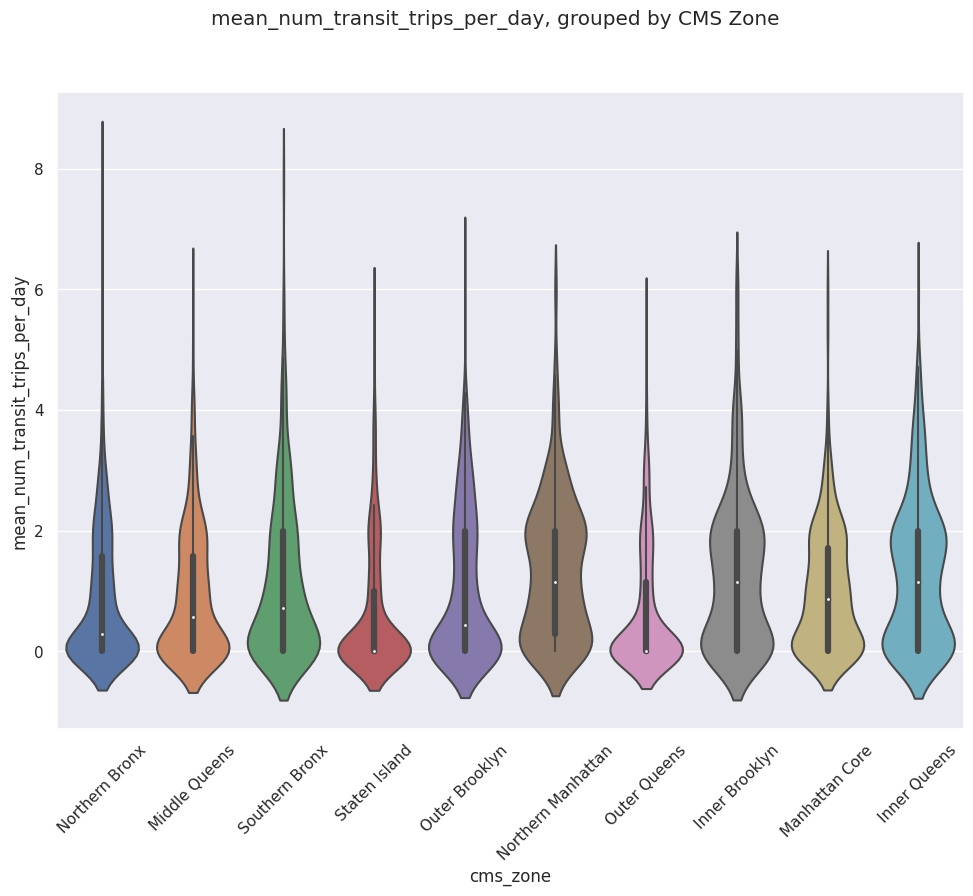 mean_num_transit_trips_per_day, grouped by CMS Zone
mean_num_transit_trips_per_day
8
6
4
2
0
Northern Bronx
Middle Queens
Southern Bronx
Staten Island
Outer Brooklyn
Northern Manhattan
Outer Queens
Inner Brooklyn
Manhattan Core
Inner Queens
cms_zone